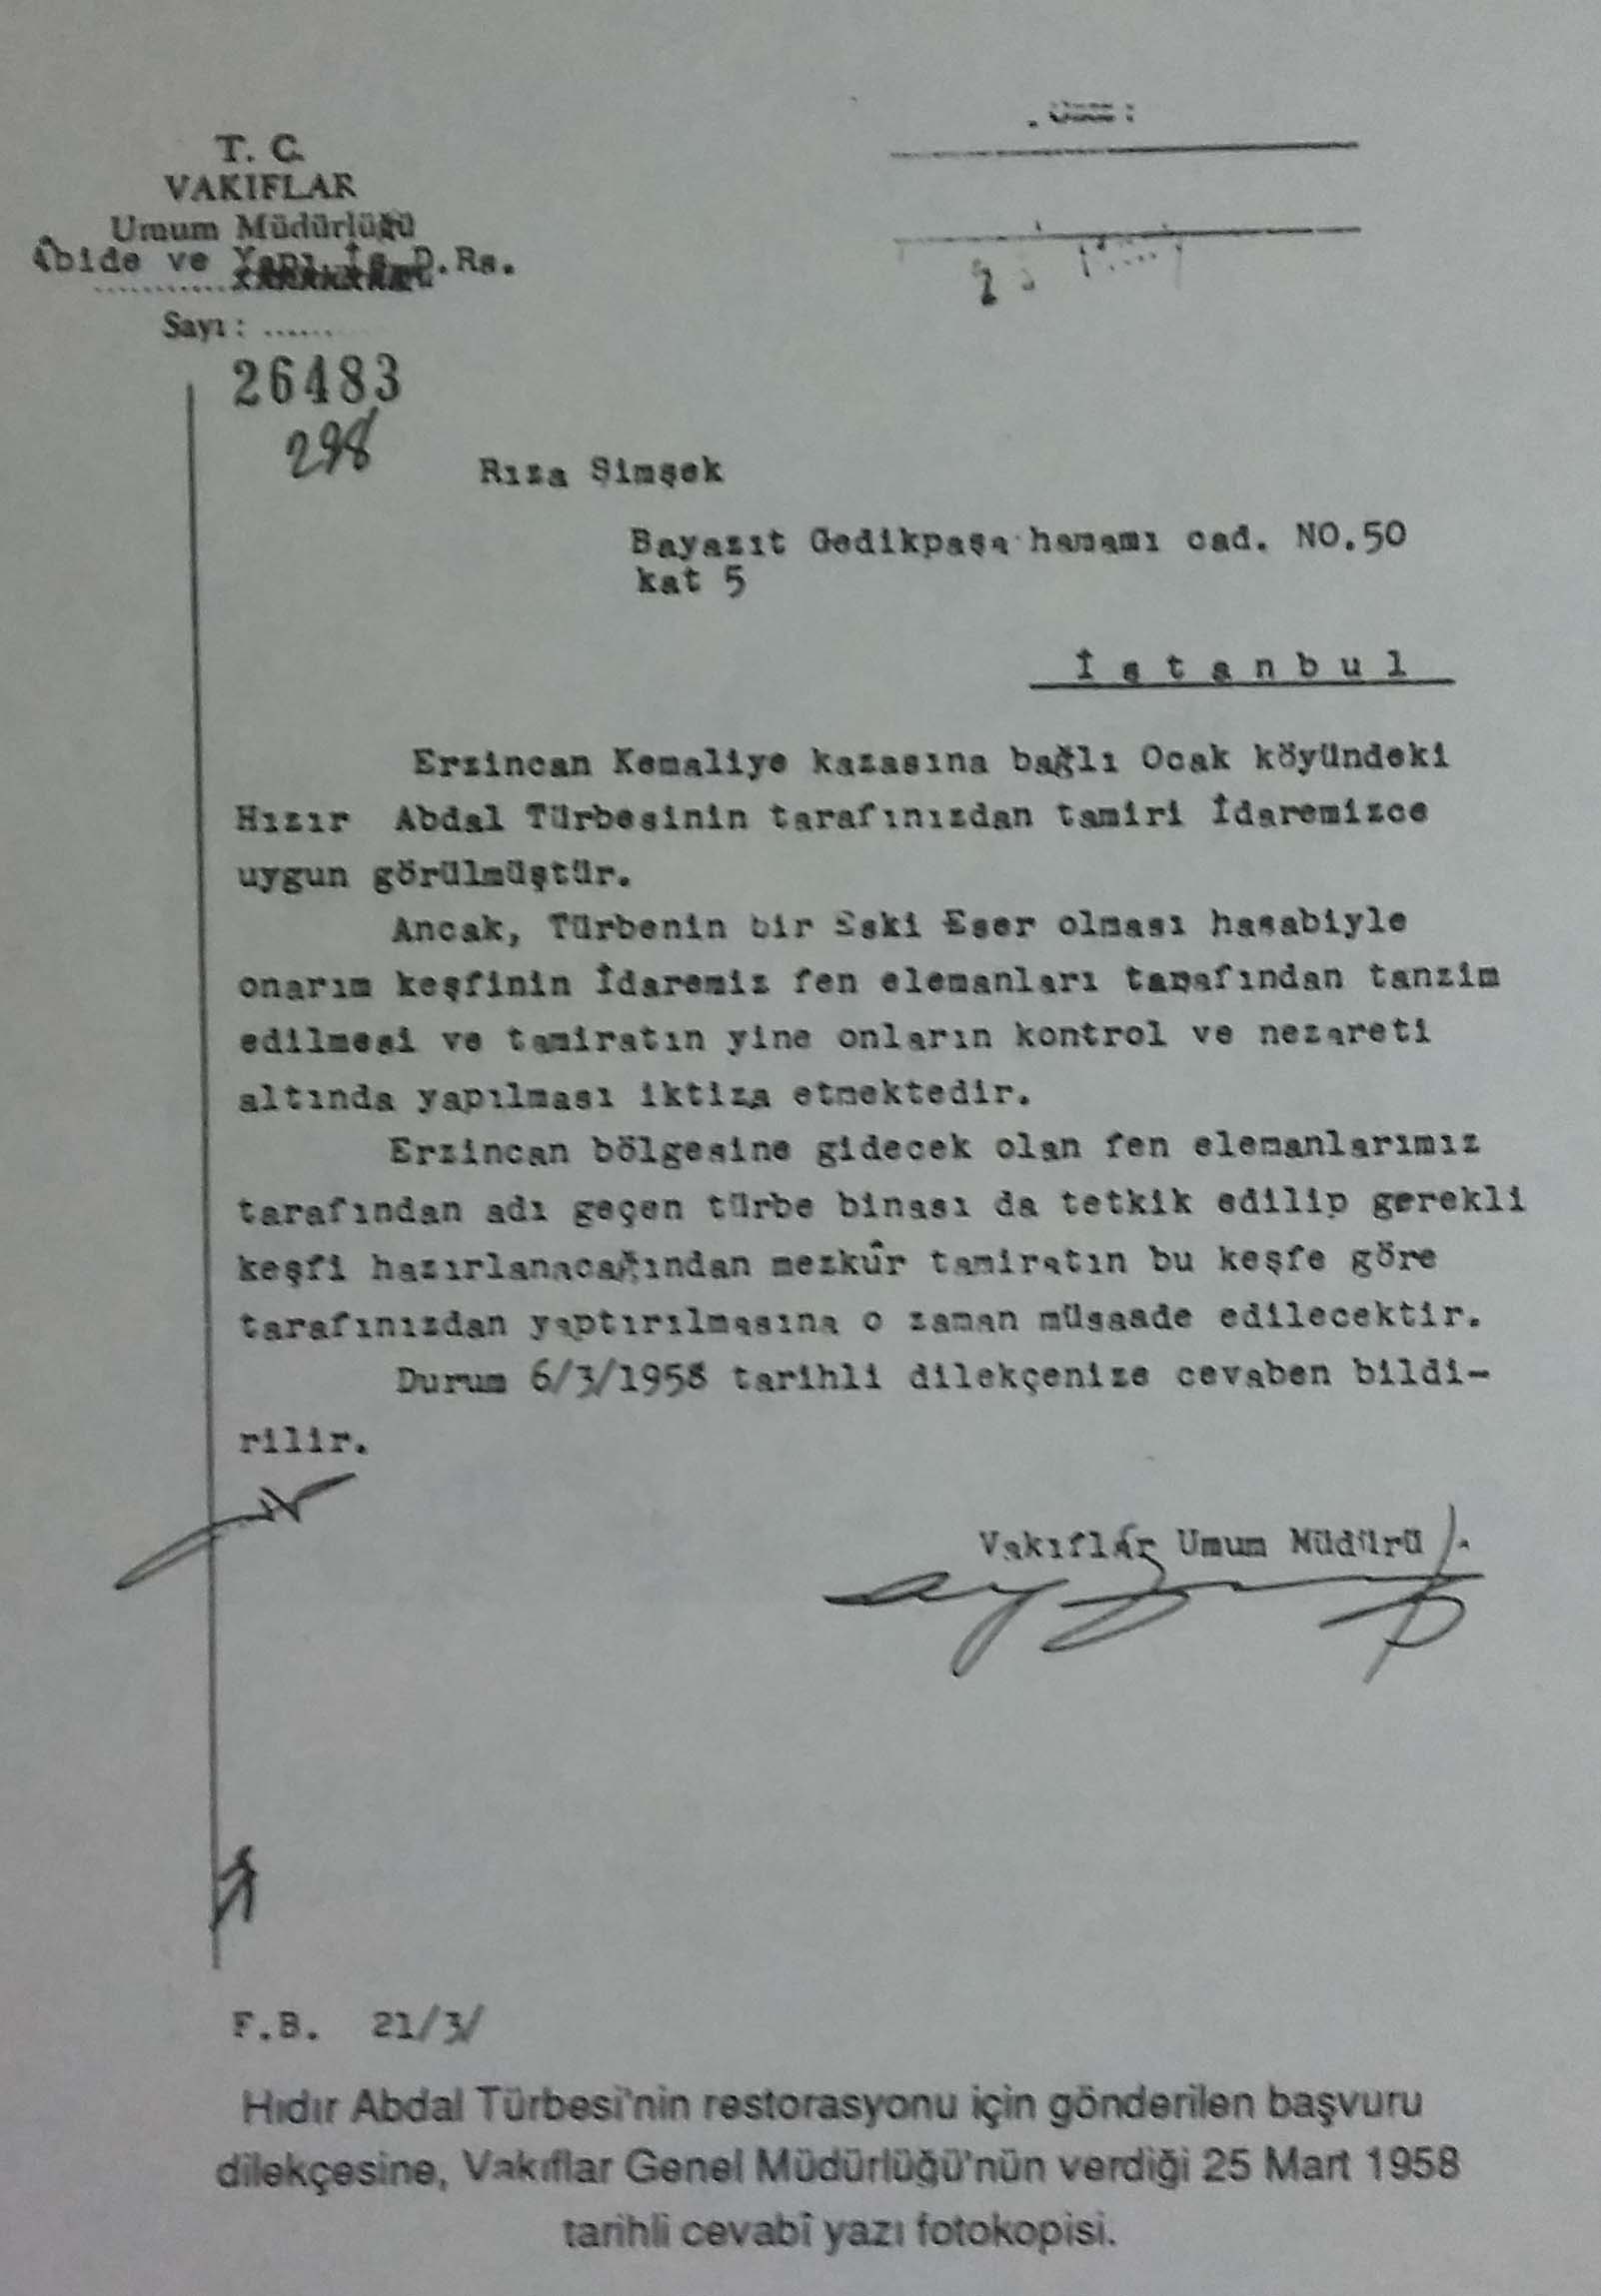 T. C.
VAKIFLAR
Umum Müdürlüğü
Âbide ve Yapı İş.D.Rs.
Sayı: ......
26483
298
Rıza Şimşek
Bayazıt Gedikpaşa hamamı cad. NO.50
kat 5
İstanbul
Erzincan Kemaliye kazasına bağlı Ocak köyündeki
Hızır Abdal Türbesinin tarafınızdan tamiri İdaremizce
uygun görülmüştür.
Ancak, Türbenin bir Eski Eser olması hasabiyle
onarım keşfinin İdaremiz fen elemanları tarafından tanzim
edilmesi ve tamiratın yine onların kontrol ve nezareti
altında yapılması iktiza etmektedir.
Erzincan bölgesine gidecek olan fen elemanlarımız
tarafından adı geçen türbe binası da tetkik edilip gerekli
keşfi hazırlanacağından mezkûr tamiratın bu keşfe göre
tarafınızdan yaptırılmasına o zaman müsaade edilecektir.
Durum 6/3/1958 tarihli dilekçenize cevaben bildi-
rilir.
Vakıflar Umum Müdürü
F.B. 21/3/
Hıdır Abdal Türbesi'nin restorasyonu için gönderilen başvuru
dilekçesine, Vakıflar Genel Müdürlüğü'nün verdiği 25 Mart 1958
tarihli cevabî yazı fotokopisi.